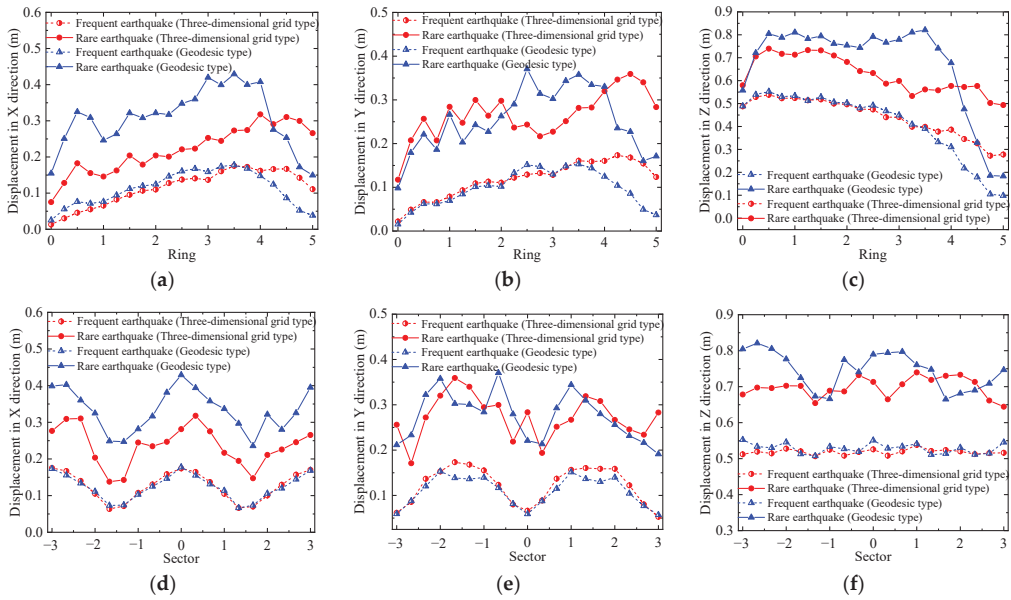 Displacement in X direction (m)
0.6
0.5
0.4
0.3
0.2
0.1
0.0
Frequent earthquake (Three-dimensional grid type)
Rare earthquake (Three-dimensional grid type)
Frequent earthquake (Geodesic type)
Rare earthquake (Geodesic type)
0 1 2 3 4 5
Ring
(a)
Displacement in Y direction (m)
0.5
0.4
0.3
0.2
0.1
0.0
Frequent earthquake (Three-dimensional grid type)
Rare earthquake (Three-dimensional grid type)
Frequent earthquake (Geodesic type)
Rare earthquake (Geodesic type)
0 1 2 3 4 5
Ring
(b)
Displacement in Z direction (m)
0.9
0.8
0.7
0.6
0.5
0.4
0.3
0.2
0.1
0.0
Frequent earthquake (Geodesic type)
Rare earthquake (Geodesic type)
Frequent earthquake (Three-dimensional grid type)
Rare earthquake (Three-dimensional grid type)
0 1 2 3 4 5
Ring
(c)
Displacement in X direction (m)
0.6
0.5
0.4
0.3
0.2
0.1
0.0
Frequent earthquake (Three-dimensional grid type)
Rare earthquake (Three-dimensional grid type)
Frequent earthquake (Geodesic type)
Rare earthquake (Geodesic type)
−3 −2 −1 0 1 2 3
Sector
(d)
Displacement in Y direction (m)
0.5
0.4
0.3
0.2
0.1
Frequent earthquake (Three-dimensional grid type)
Rare earthquake (Three-dimensional grid type)
Frequent earthquake (Geodesic type)
Rare earthquake (Geodesic type)
−3 −2 −1 0 1 2 3
Sector
(e)
Displacement in Z direction (m)
0.9
0.8
0.7
0.6
0.5
0.4
0.3
Frequent earthquake (Three-dimensional grid type)
Rare earthquake (Three-dimensional grid type)
Frequent earthquake (Geodesic type)
Rare earthquake (Geodesic type)
−3 −2 −1 0 1 2 3
Sector
(f)